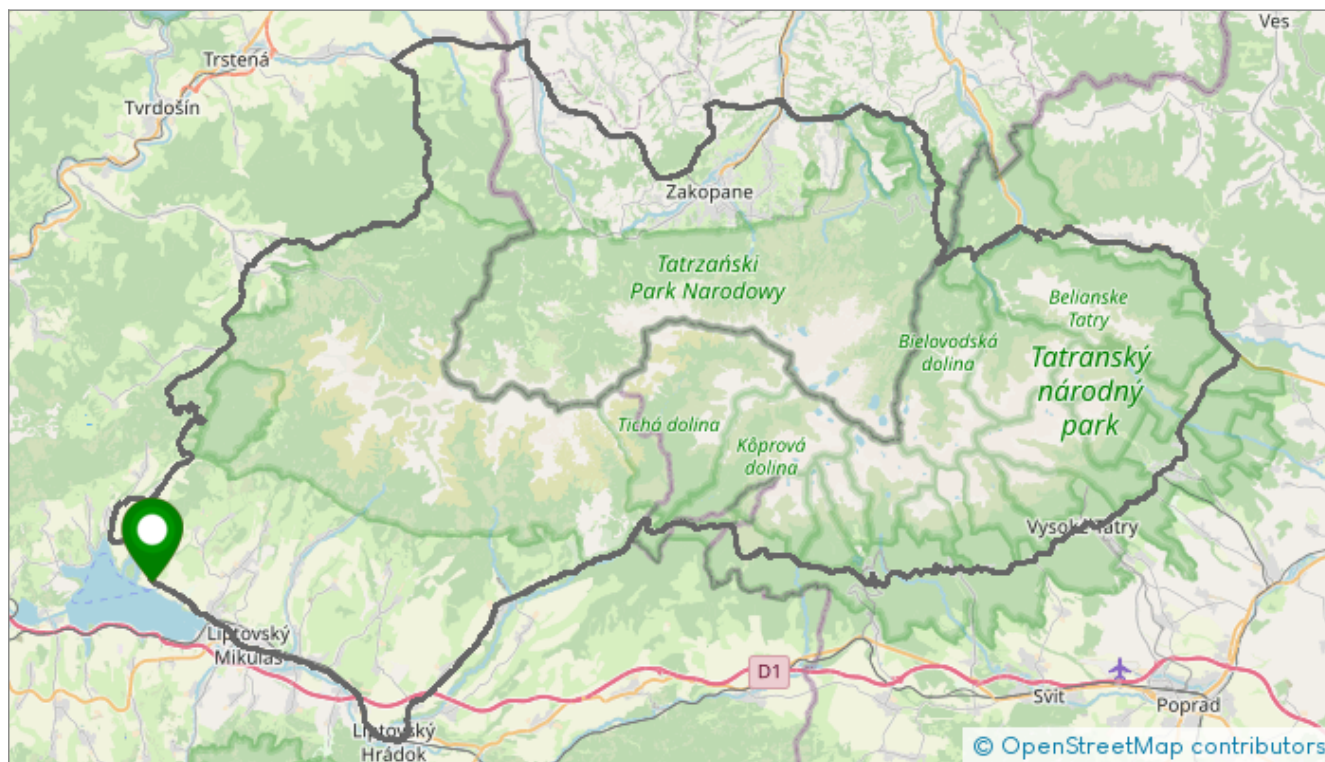 Ves
Trstená
Tvrdošín
Zakopane
Tatrzański
Park Narodowy
Belianske
Tatry
Bielovodská
dolina
Tatranský
národný
park
Tichá dolina
Kôprová
dolina
Vysoké Tatry
Liptovský
Mikuláš
D1
Svit
Poprad
Liptovský
Hrádok
© OpenStreetMap contributors